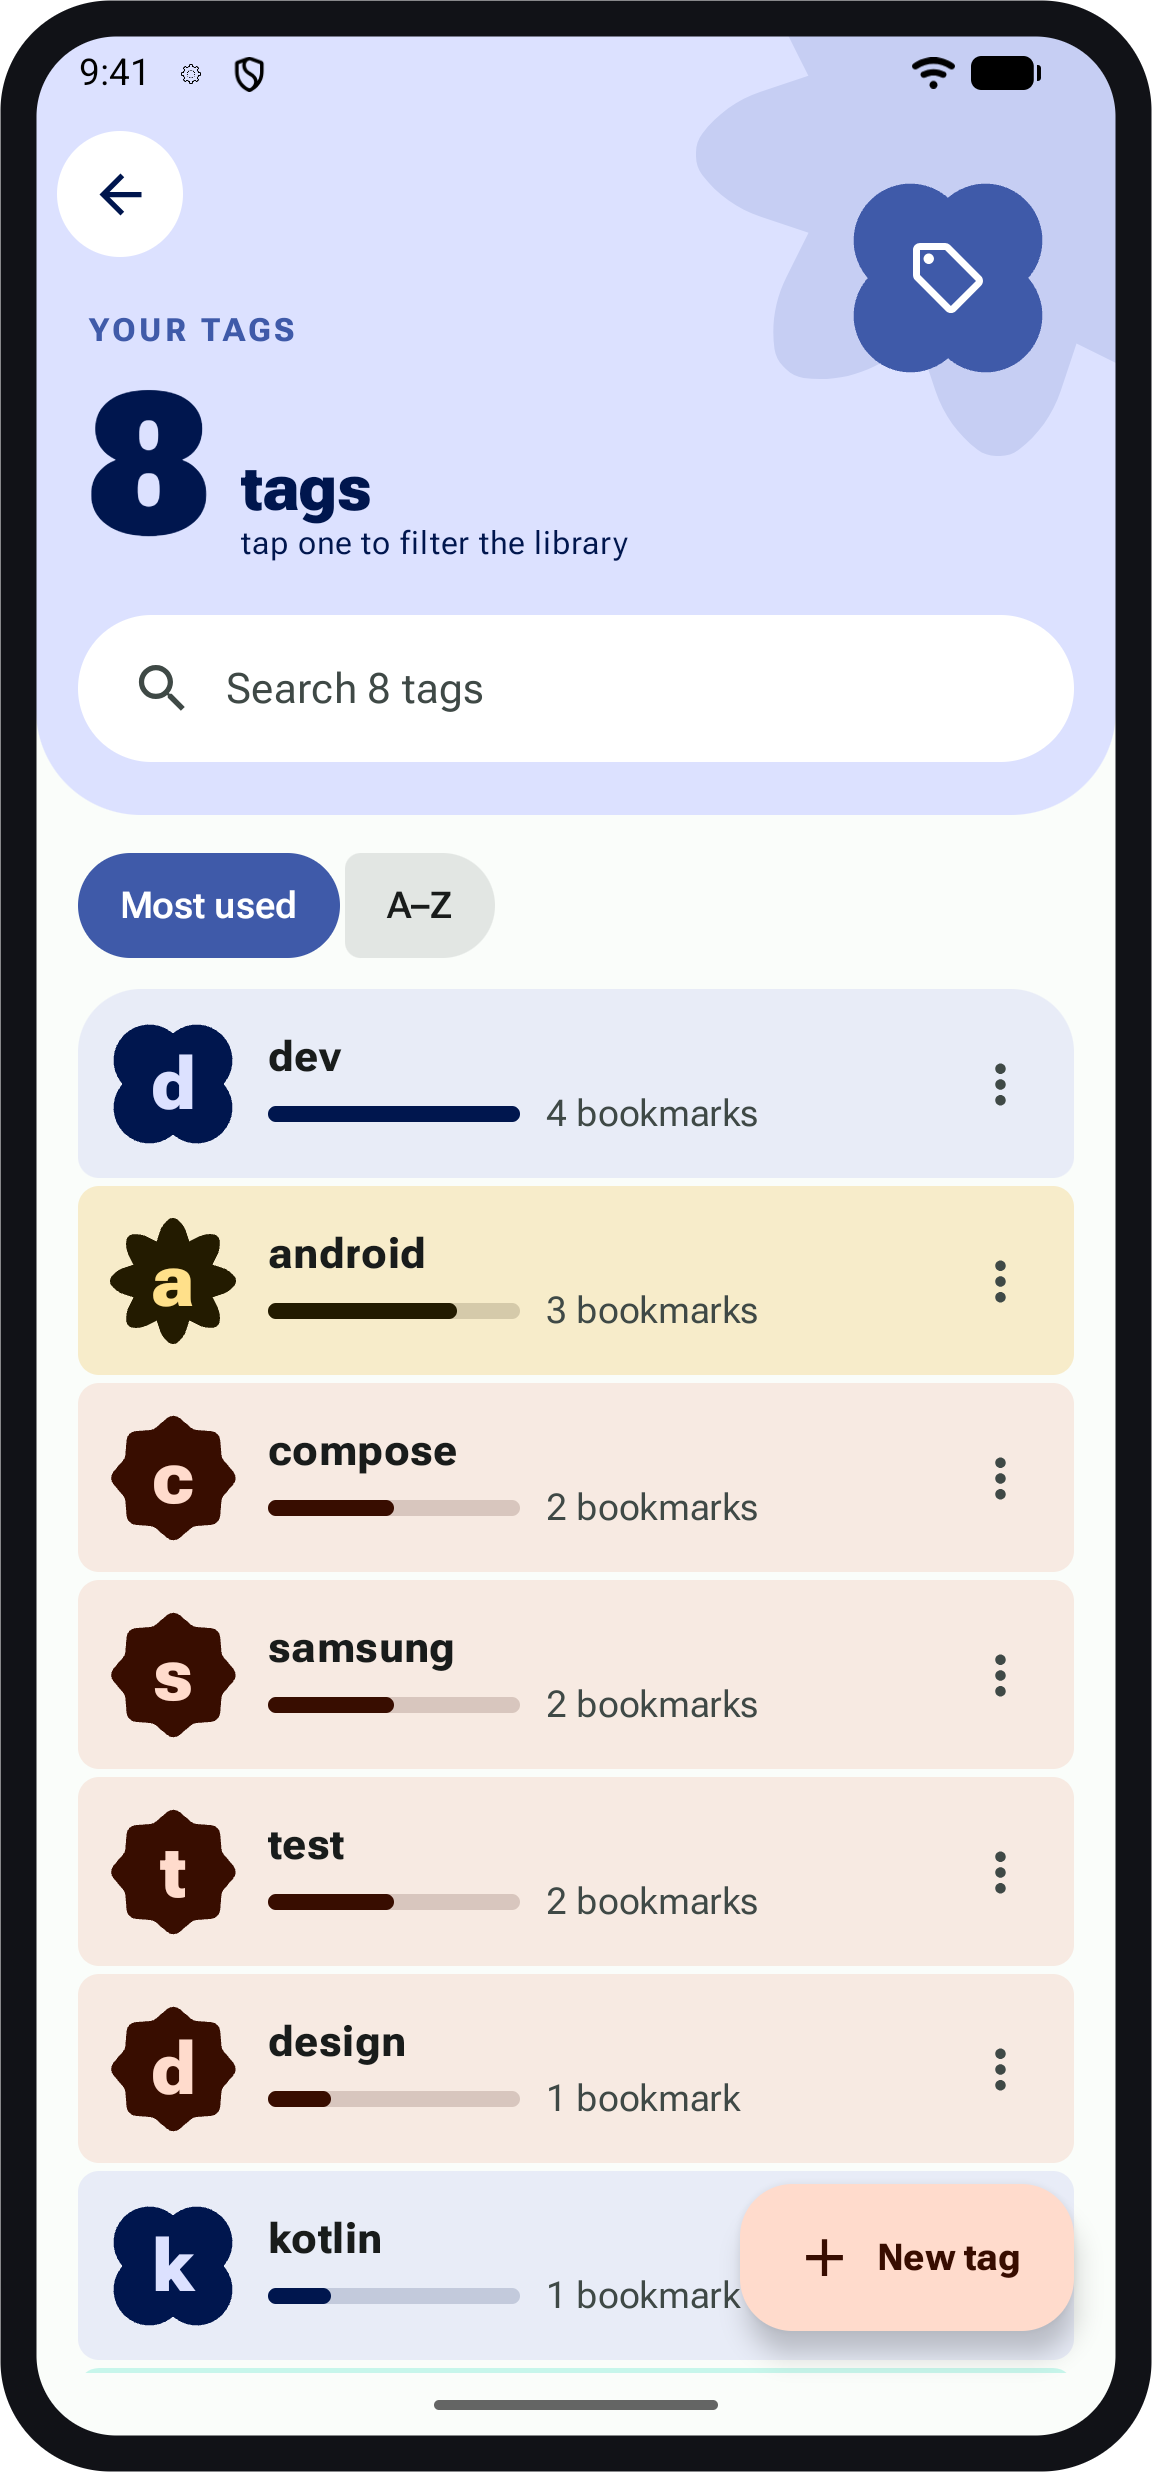 9:41
YOUR TAGS
8 tags
tap one to filter the library
Search 8 tags
Most used
A–Z
d
dev
4 bookmarks
a
android
3 bookmarks
c
compose
2 bookmarks
s
samsung
2 bookmarks
t
test
2 bookmarks
d
design
1 bookmark
k
kotlin
1 bookmark
New tag